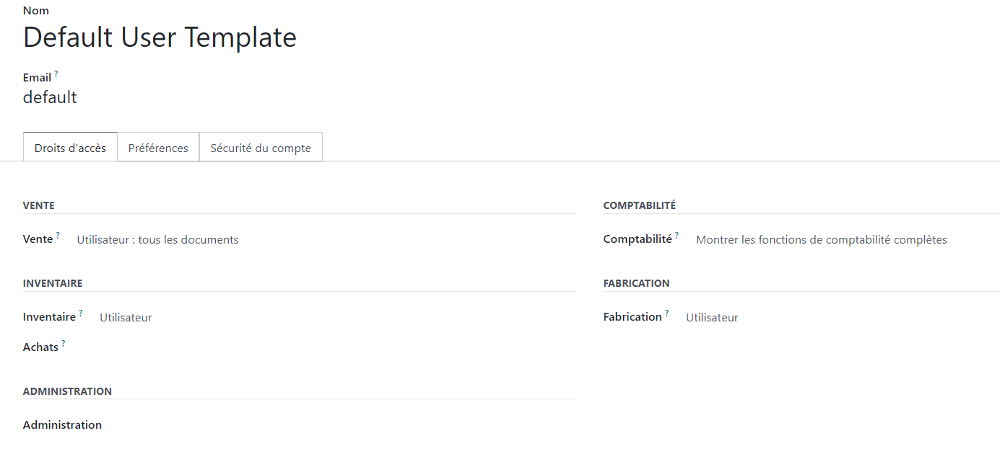 Nom
Default User Template
Email ?
default
Droits d'accès Préférences Sécurité du compte
VENTE
Vente ? Utilisateur : tous les documents
COMPTABILITÉ
Comptabilité ? Montrer les fonctions de comptabilité complètes
INVENTAIRE
Inventaire ? Utilisateur
Achats ?
FABRICATION
Fabrication ? Utilisateur
ADMINISTRATION
Administration